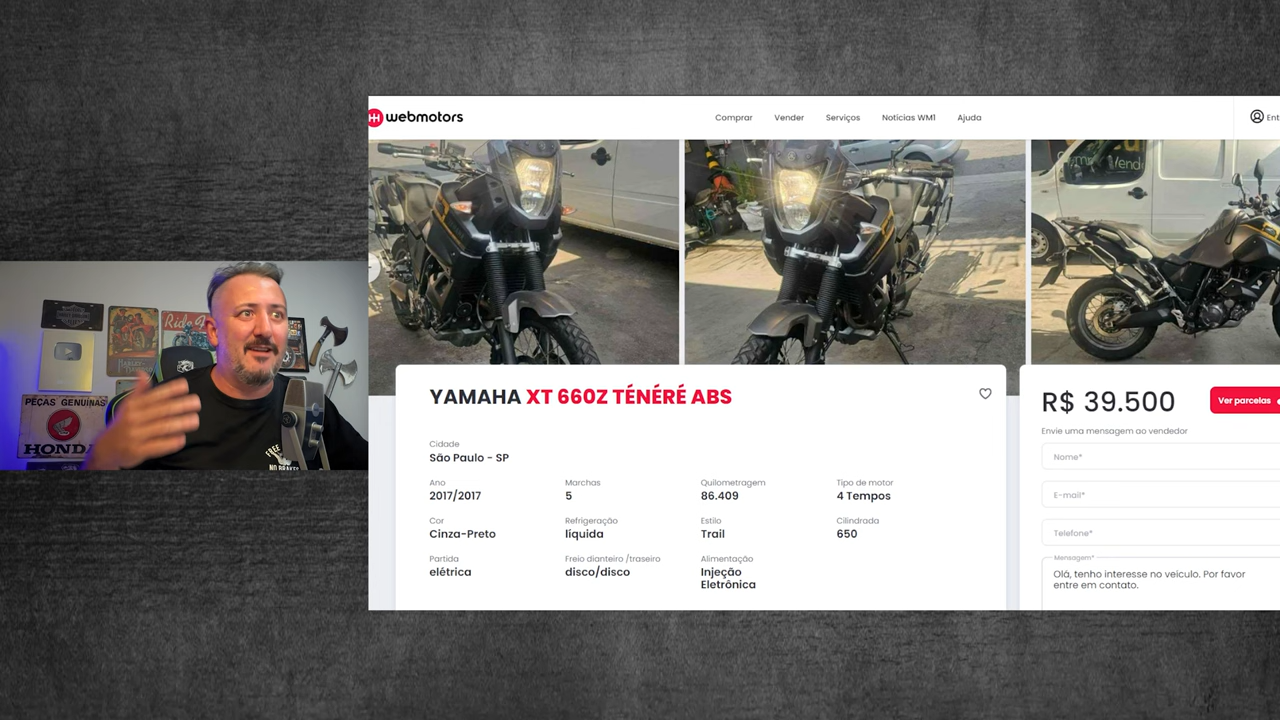 webmotors
Comprar
Vender
Serviços
Notícias WM1
Ajuda
YAMAHA XT 660Z TÉNÉRÉ ABS
Cidade
São Paulo - SP
Ano
2017/2017
Marchas
5
Quilometragem
86.409
Tipo de motor
4 Tempos
Cor
Cinza-Preto
Refrigeração
líquida
Estilo
Trail
Cilindrada
650
Partida
elétrica
Freio dianteiro /traseiro
disco/disco
Alimentação
Injeção
Eletrônica
R$ 39.500
Ver parcelas
Envie uma mensagem ao vendedor
Nome*
E-mail*
Telefone*
Mensagem*
Olá, tenho interesse no veículo. Por favor
entre em contato.
PEÇAS GENUINAS
HONDA
FREE
NO BRAKES